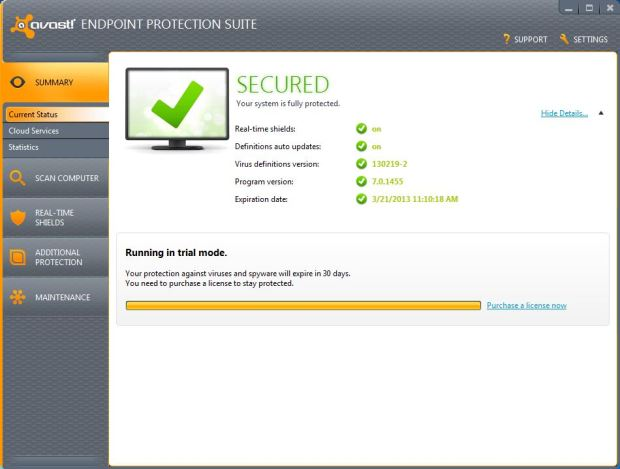 avast! ENDPOINT PROTECTION SUITE
? SUPPORT SETTINGS
SUMMARY
Current Status
Cloud Services
Statistics
SCAN COMPUTER
REAL-TIME
SHIELDS
ADDITIONAL
PROTECTION
MAINTENANCE
SECURED
Your system is fully protected.
Hide Details...
Real-time shields: on
Definitions auto updates: on
Virus definitions version: 130219-2
Program version: 7.0.1455
Expiration date: 3/21/2013 11:10:18 AM
Running in trial mode.
Your protection against viruses and spyware will expire in 30 days.
You need to purchase a license to stay protected.
Purchase a license now